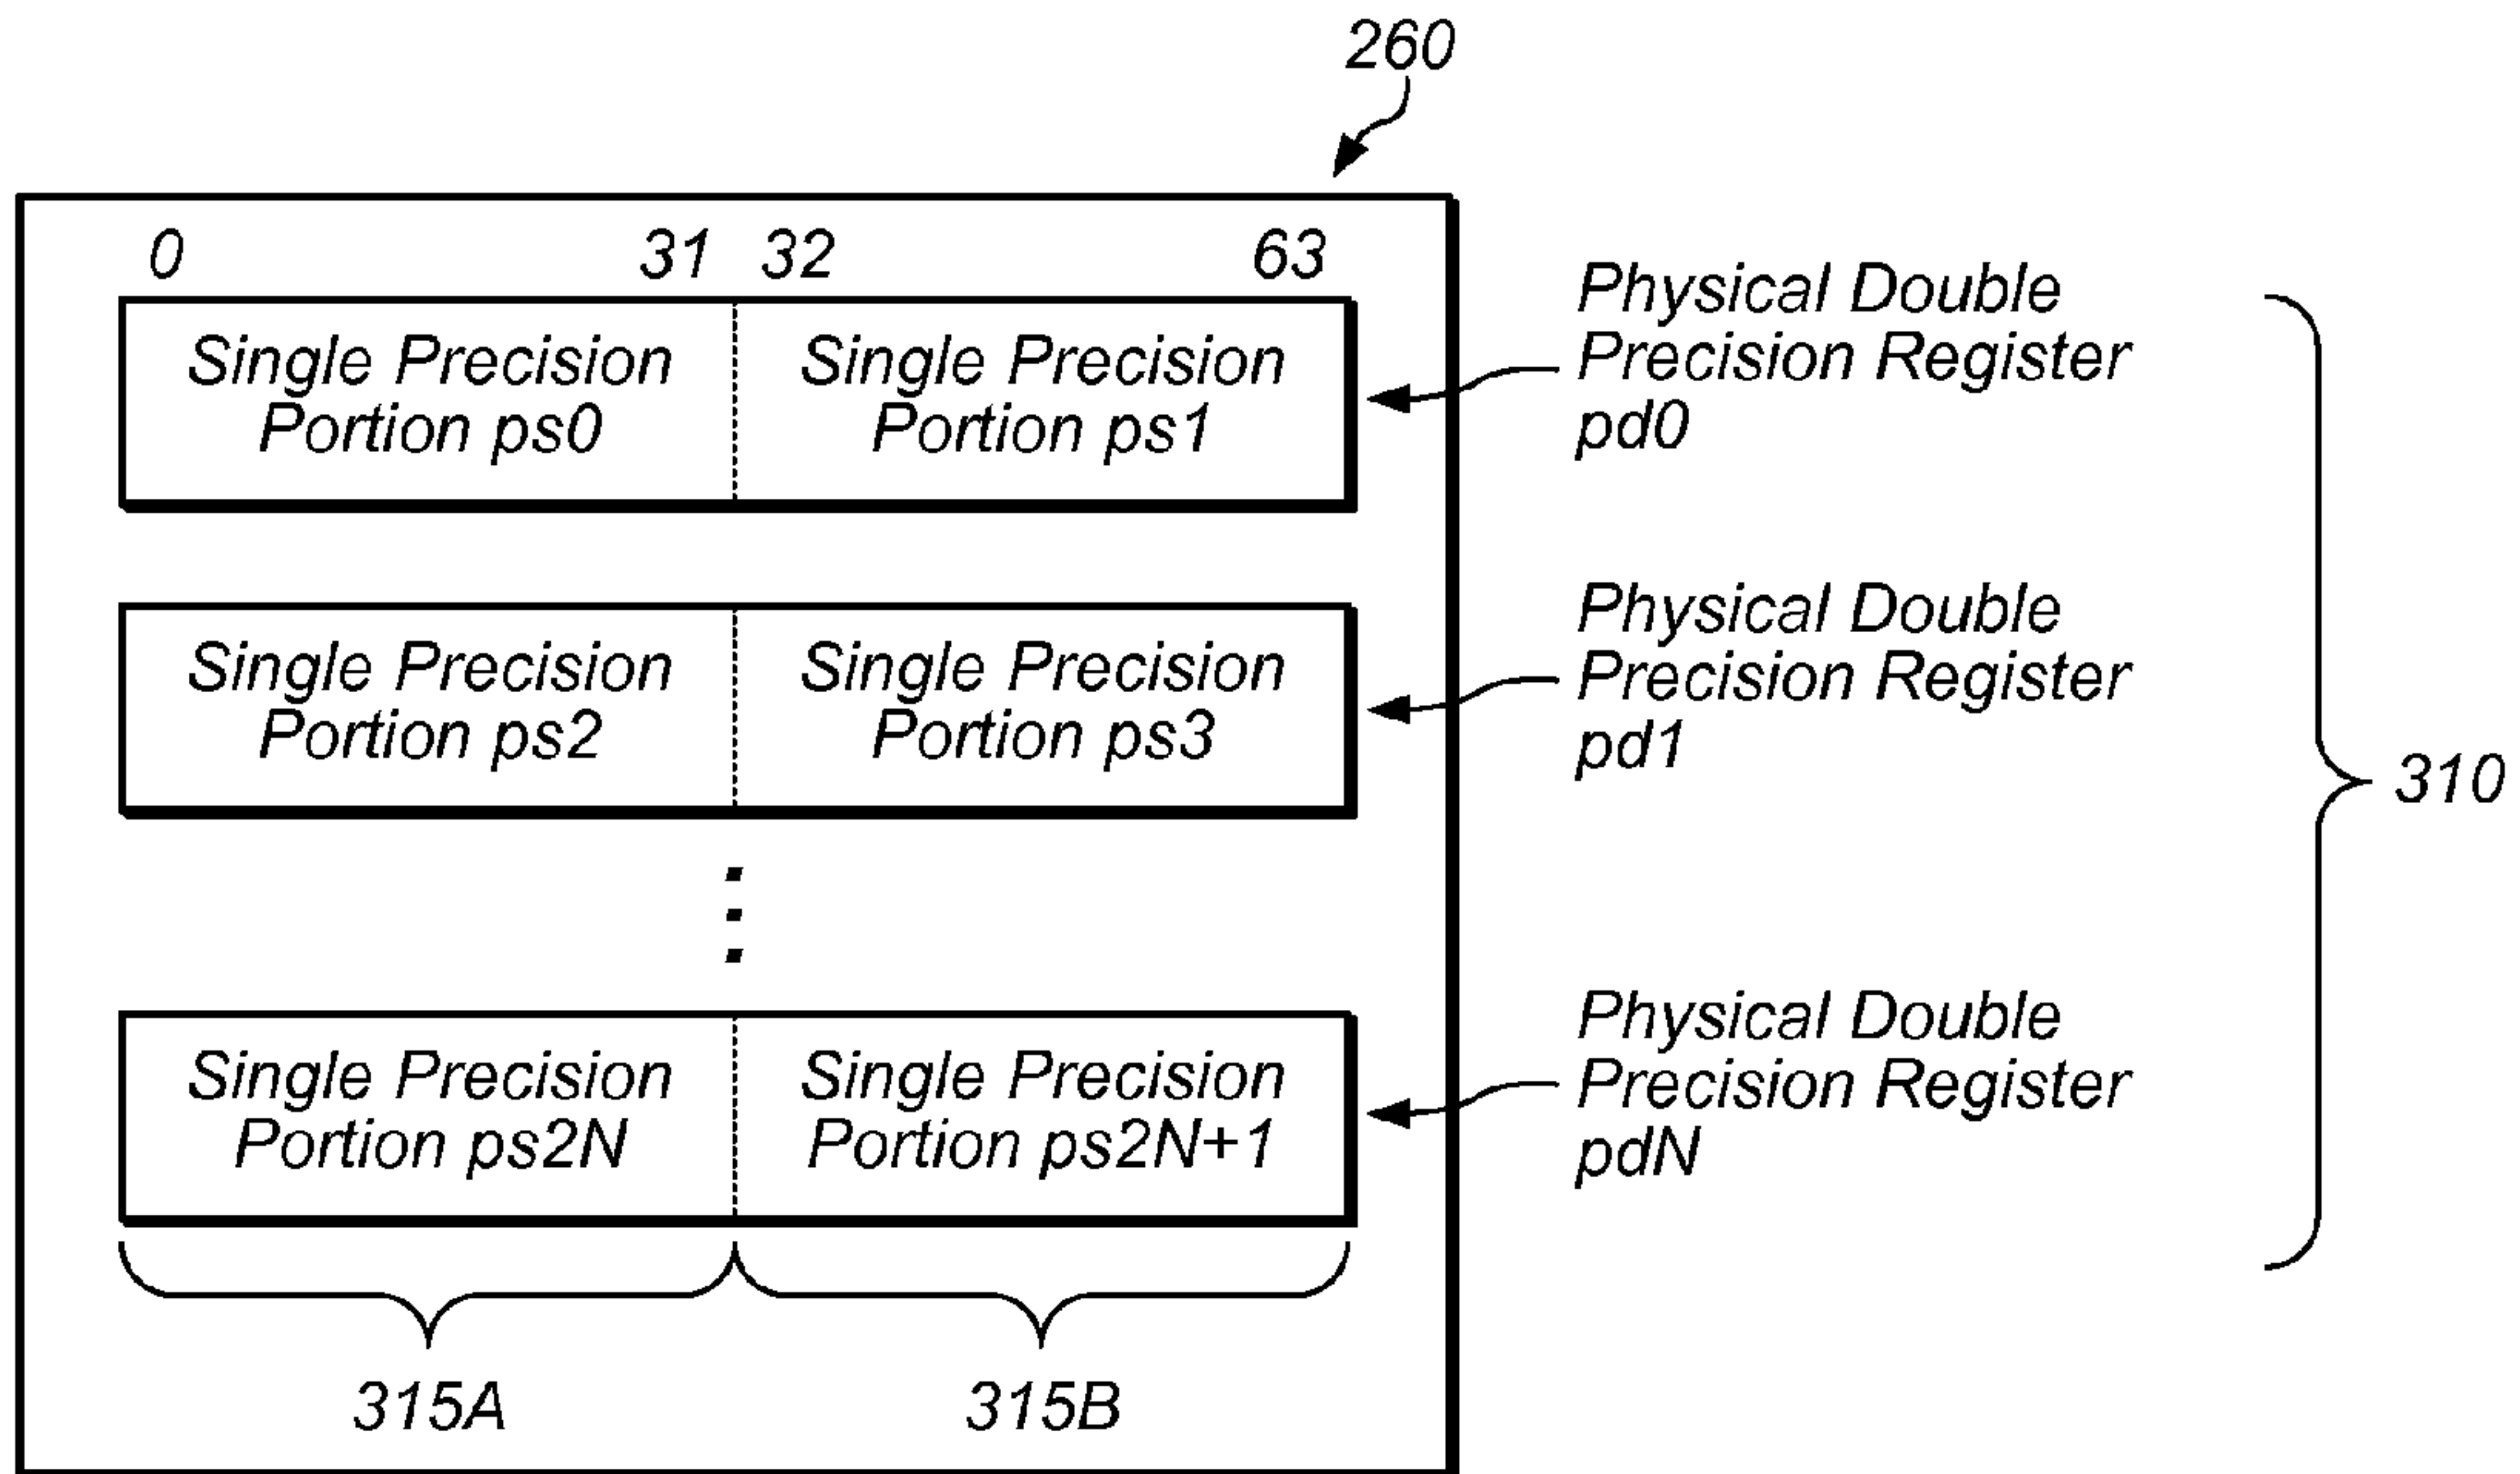 260
0 31 32 63
Single Precision
Portion ps0
Single Precision
Portion ps1
Physical Double
Precision Register
pd0
Single Precision
Portion ps2
Single Precision
Portion ps3
Physical Double
Precision Register
pd1
310
Single Precision
Portion ps2N
Single Precision
Portion ps2N+1
Physical Double
Precision Register
pdN
315A
315B